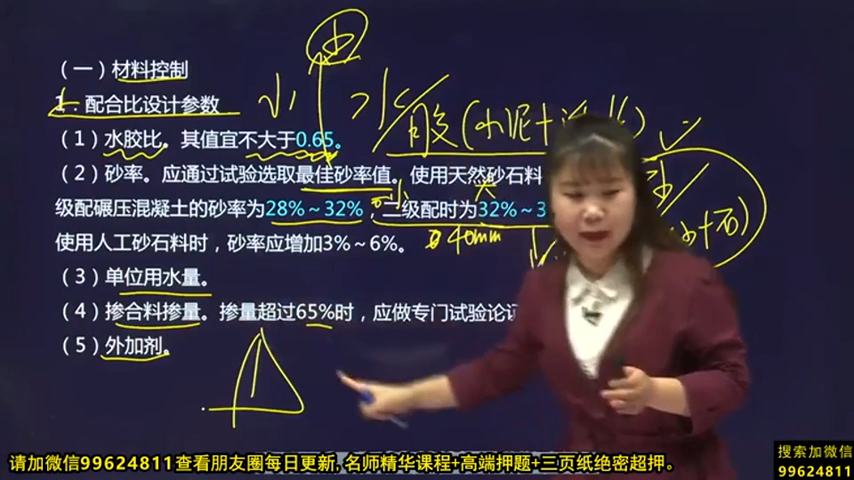 （一）材料控制
1．配合比设计参数
（1）水胶比。其值宜不大于0.65。
（2）砂率。应通过试验选取最佳砂率值。使用天然砂石料
级配碾压混凝土的砂率为28%～32%，二级配时为32%～3
使用人工砂石料时，砂率应增加3%～6%。
（3）单位用水量。
（4）掺合料掺量。掺量超过65%时，应做专门试验论证
（5）外加剂。
由
水/胶(水泥+
小
40mm
+石)
请加微信99624811查看朋友圈每日更新,名师精华课程+高端押题+三页纸绝密超押。
搜索加微信
99624811